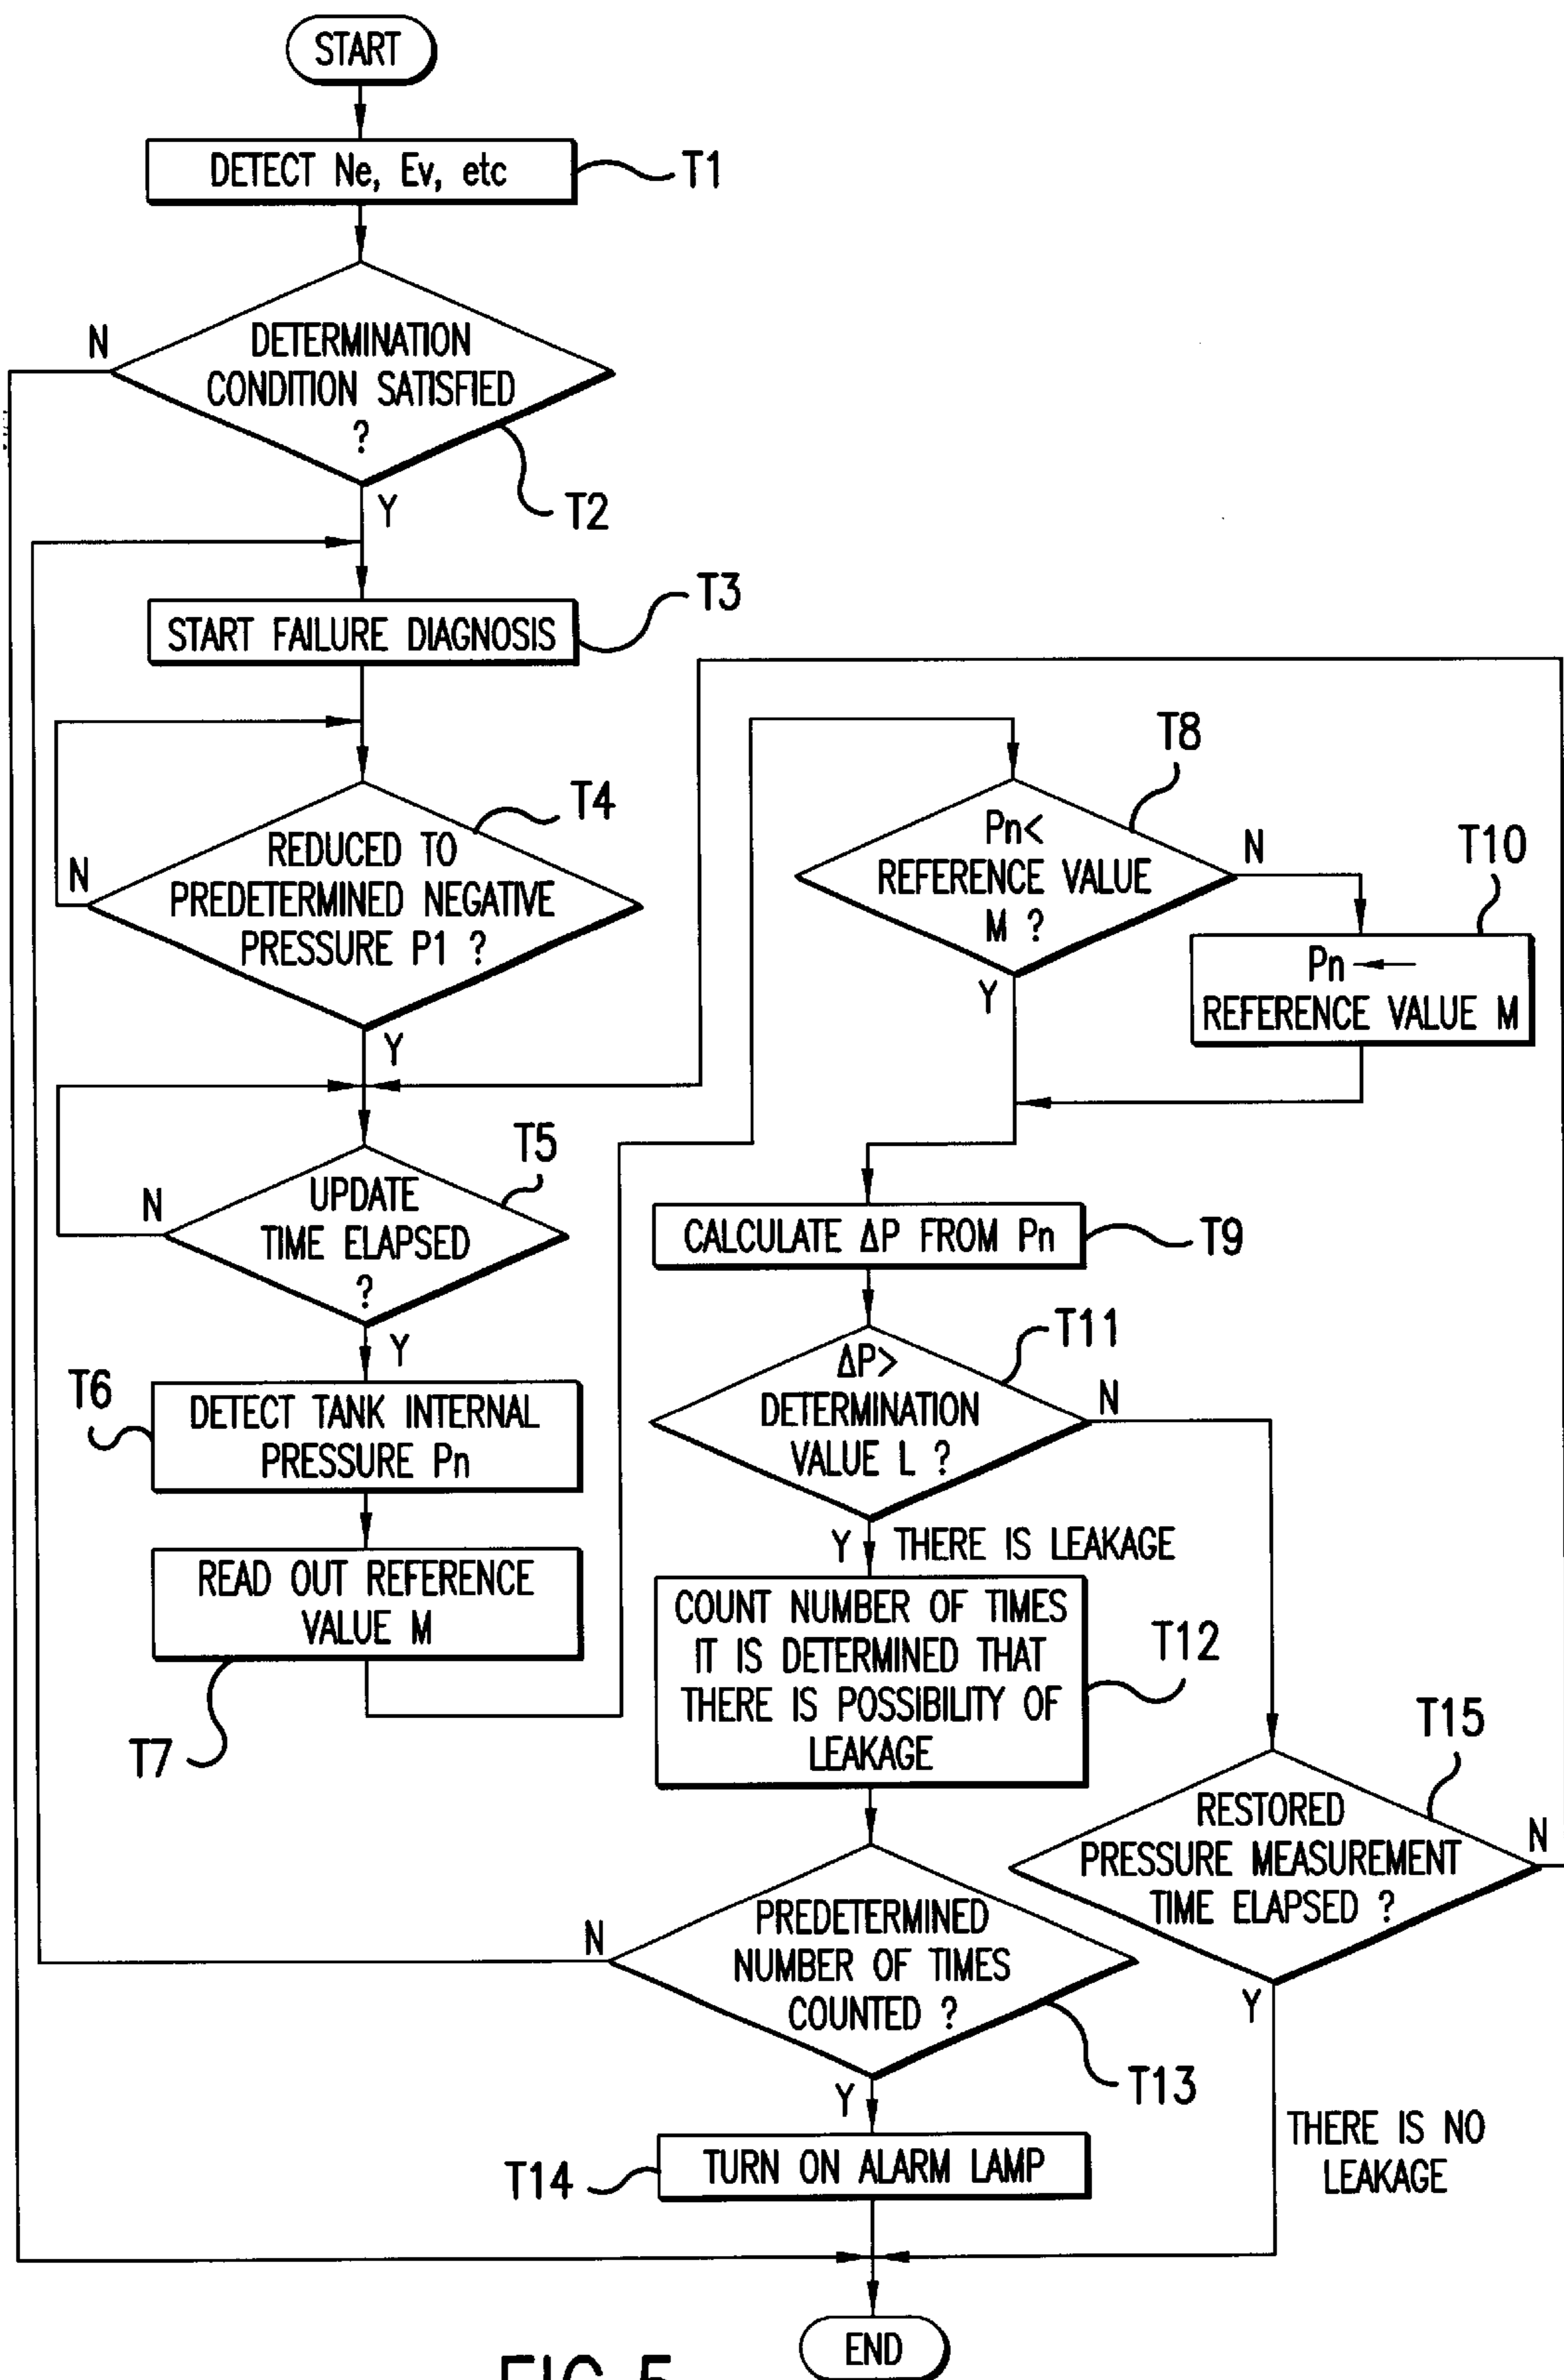 START
DETECT Ne, Ev, etc
T1
N
DETERMINATION
CONDITION SATISFIED
?
Y
T2
START FAILURE DIAGNOSIS
T3
T4
REDUCED TO
PREDETERMINED NEGATIVE
PRESSURE P1 ?
N
Y
T5
UPDATE
TIME ELAPSED
?
N
Y
T6
DETECT TANK INTERNAL
PRESSURE Pn
READ OUT REFERENCE
VALUE M
T7
T8
Pn<
REFERENCE VALUE
M ?
N
Y
T10
Pn ←
REFERENCE VALUE M
CALCULATE ΔP FROM Pn
T9
T11
ΔP>
DETERMINATION
VALUE L ?
N
Y
THERE IS LEAKAGE
COUNT NUMBER OF TIMES
IT IS DETERMINED THAT
THERE IS POSSIBILITY OF
LEAKAGE
T12
T15
RESTORED
PRESSURE MEASUREMENT
TIME ELAPSED ?
N
Y
PREDETERMINED
NUMBER OF TIMES
COUNTED ?
N
Y
T13
THERE IS NO
LEAKAGE
T14
TURN ON ALARM LAMP
END
FIG.5